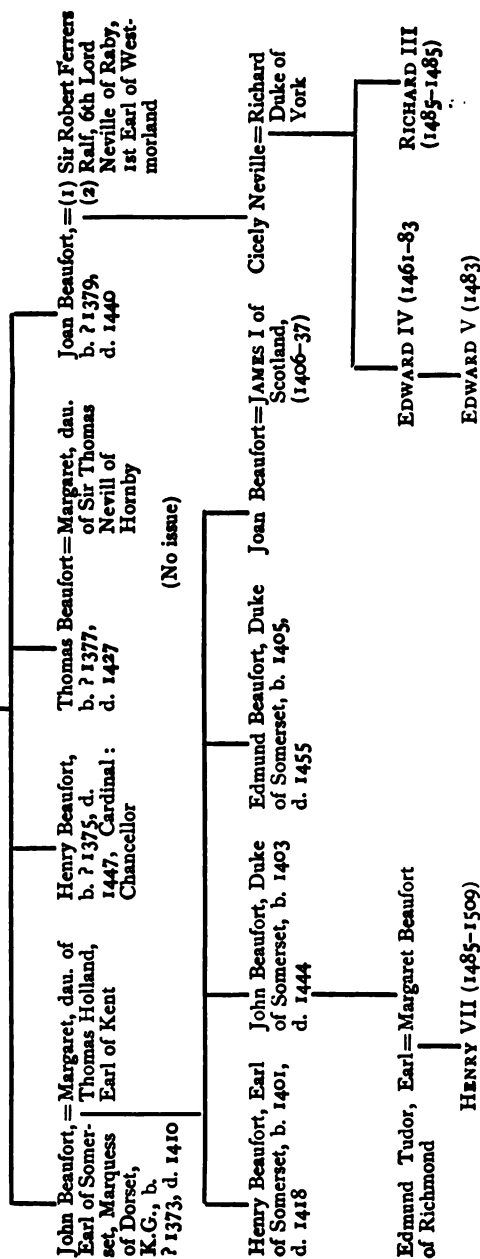 John Beaufort, = Margaret, dau. of
Earl of Somer- Thomas Holland,
set, Marquess Earl of Kent
of Dorset,
K.G., b.
? 1373, d. 1410
Henry Beaufort,
b. ? 1375, d.
1447, Cardinal:
Chancellor
Thomas Beaufort=Margaret, dau.
b. ? 1377, of Sir Thomas
d. 1427 Nevill of
Hornby
(No issue)
Joan Beaufort,=(1) Sir Robert Ferrers
b. ? 1379, (2) Ralf, 6th Lord
d. 1440 Neville of Raby,
1st Earl of West-
morland
Henry Beaufort, Earl
of Somerset, b. 1401,
d. 1418
John Beaufort, Duke
of Somerset, b. 1403
d. 1444
Edmund Beaufort, Duke
of Somerset, b. 1405,
d. 1455
Joan Beaufort=JAMES I of
Scotland,
(1406–37)
Cicely Neville=Richard
Duke of
York
Edmund Tudor, Earl=Margaret Beaufort
of Richmond
EDWARD IV (1461–83)
RICHARD III
(1485–1485)
HENRY VII (1485–1509)
EDWARD V (1483)